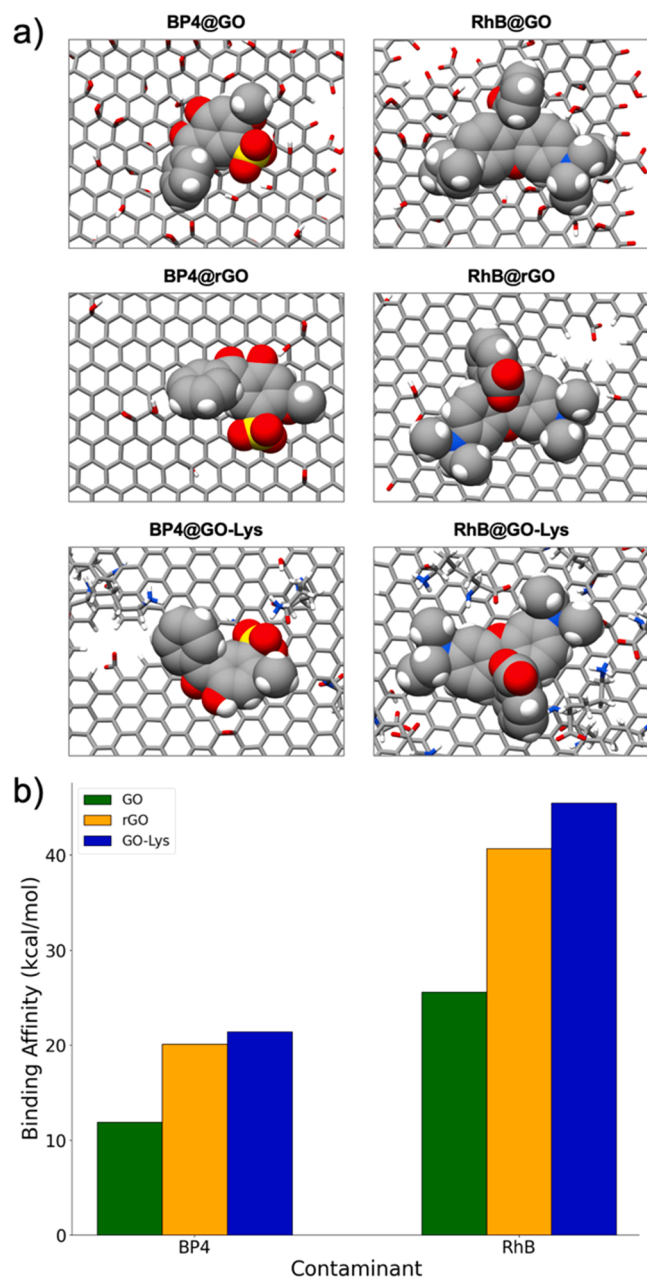 a)
BP4@GO
RhB@GO
BP4@rGO
RhB@rGO
BP4@GO-Lys
RhB@GO-Lys
b)
GO
rGO
GO-Lys
Binding Affinity (kcal/mol)
40
30
20
10
0
BP4
RhB
Contaminant